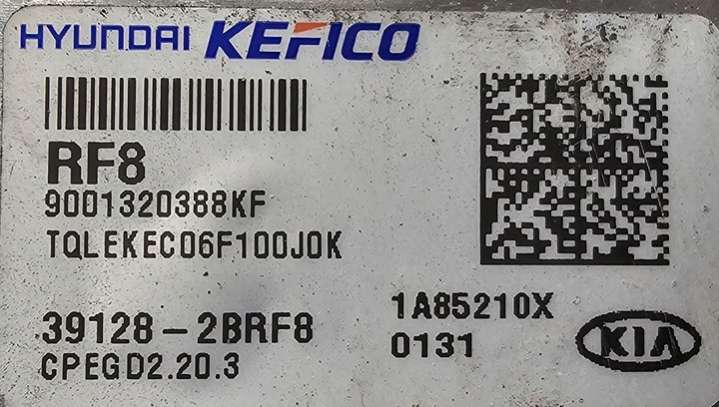 HYUNDAI KEFICO
RF8
9001320388KF
TQLEKEC06F100J0K
39128-2BRF8
CPEGD2.20.3
1A85210X
0131
KIA